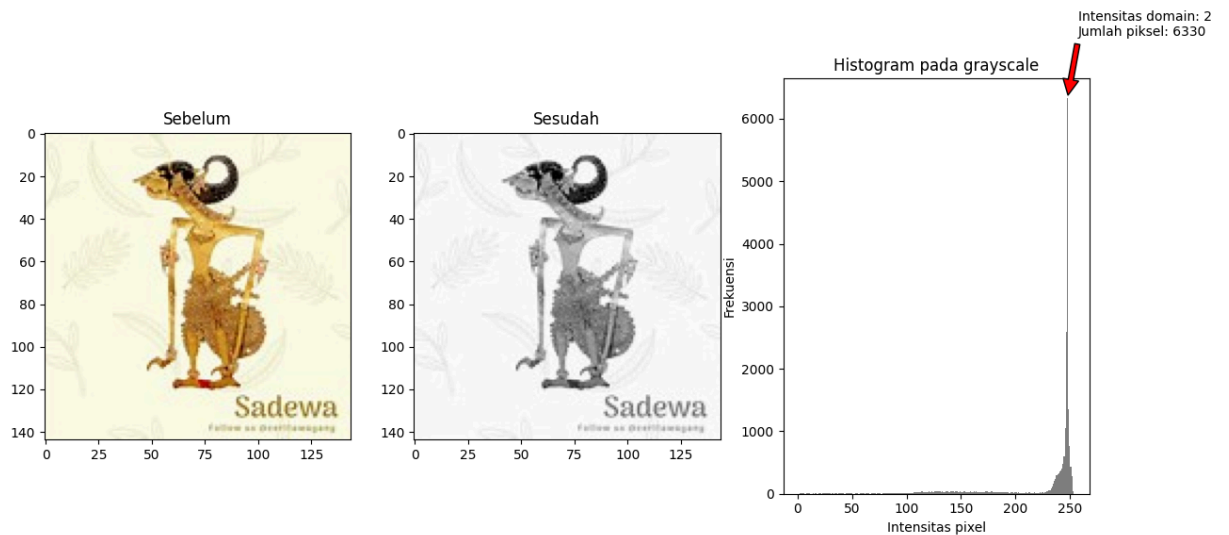 Intensitas domain: 2
Jumlah piksel: 6330
Sebelum
0
20
40
60
80
100
120
140
0 25 50 75 100 125
Sadewa
Sesudah
0
20
40
60
80
100
120
140
0 25 50 75 100 125
Sadewa
Histogram pada grayscale
Frekuensi
6000
5000
4000
3000
2000
1000
0
0 50 100 150 200 250
Intensitas pixel